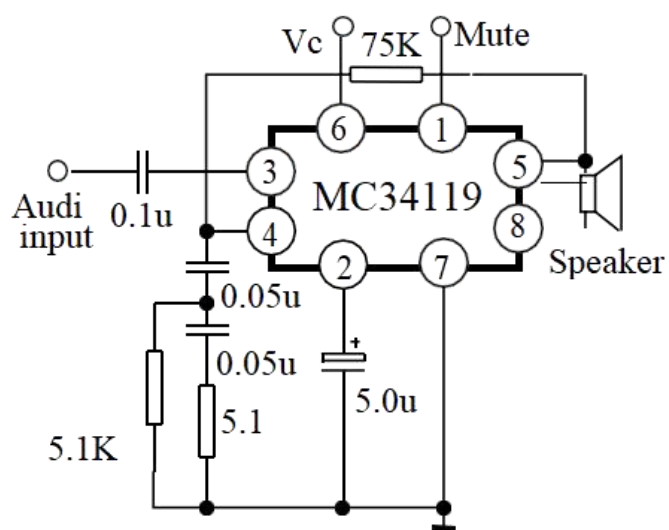 Vc
75K
Mute
6
1
3
5
MC34119
Audi
input
0.1u
4
8
2
7
Speaker
0.05u
+
0.05u
5.0u
5.1
5.1K